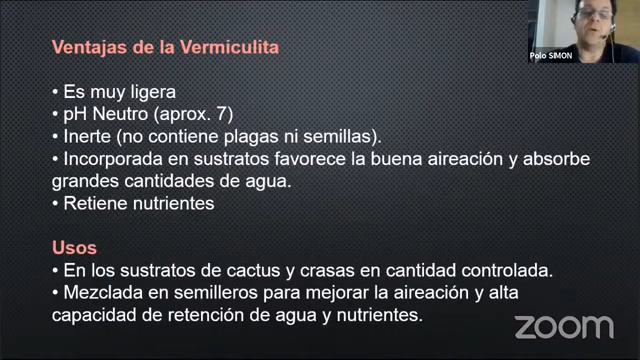 Ventajas de la Vermiculita
• Es muy ligera
• pH Neutro (aprox. 7)
• Inerte (no contiene plagas ni semillas).
• Incorporada en sustratos favorece la buena aireación y absorbe
grandes cantidades de agua.
• Retiene nutrientes
Usos
• En los sustratos de cactus y crasas en cantidad controlada.
• Mezclada en semilleros para mejorar la aireación y alta
capacidad de retención de agua y nutrientes.
Polo SIMON
zoom